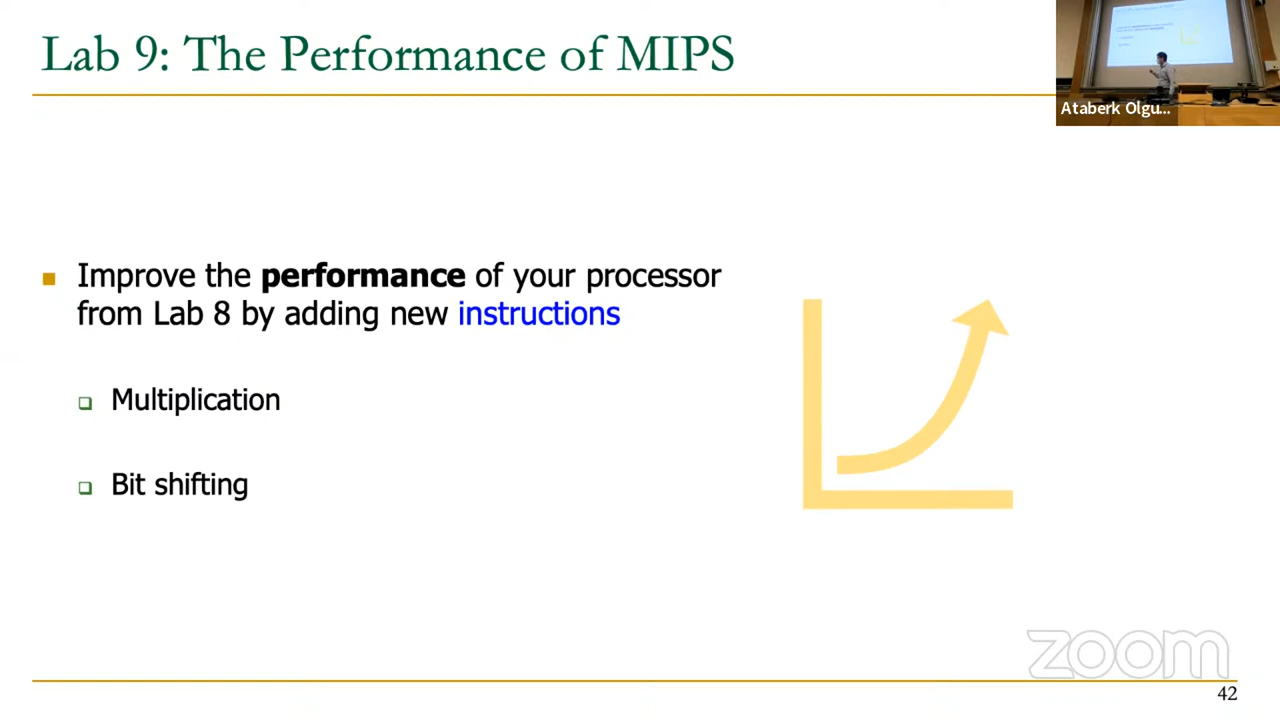 Lab 9: The Performance of MIPS
Ataberk Olgu...
Improve the performance of your processor
from Lab 8 by adding new instructions
Multiplication
Bit shifting
zoom
42